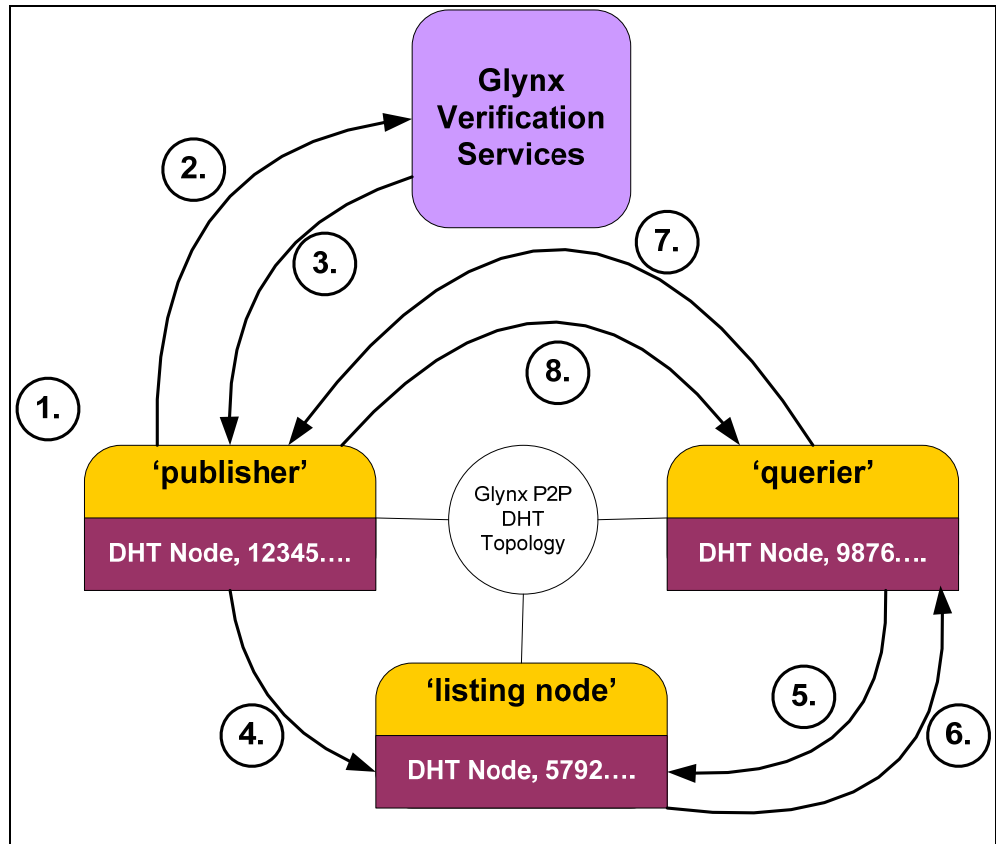 Glynx
Verification
Services
2.
3.
7.
8.
1.
‘publisher’
DHT Node, 12345....
Glynx P2P
DHT
Topology
‘querier’
DHT Node, 9876....
‘listing node’
DHT Node, 5792....
4.
5.
6.